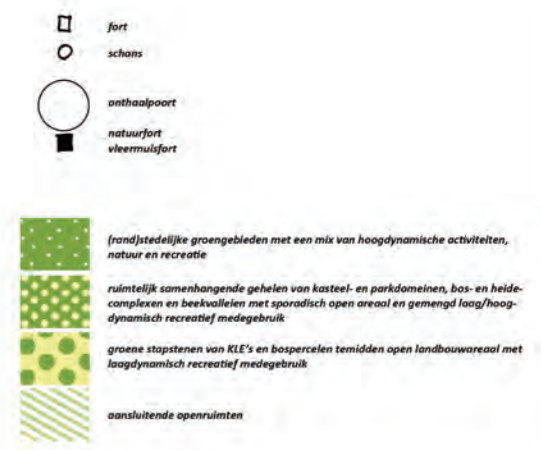 fort
schans
onthaalpoort
natuurfort
vleermuisfort
(rand)stedelijke groengebieden met een mix van hoogdynamische activiteiten,
natuur en recreatie
ruimtelijk samenhangende gehelen van kasteel- en parkdomeinen, bos- en heide-
complexen en beekvalleien met sporadisch open areaal en gemengd laag/hoog-
dynamisch recreatief medegebruik
groene stapstenen van KLE's en bospercelen temidden open landbouwareaal met
laagdynamisch recreatief medegebruik
aansluitende openruimten